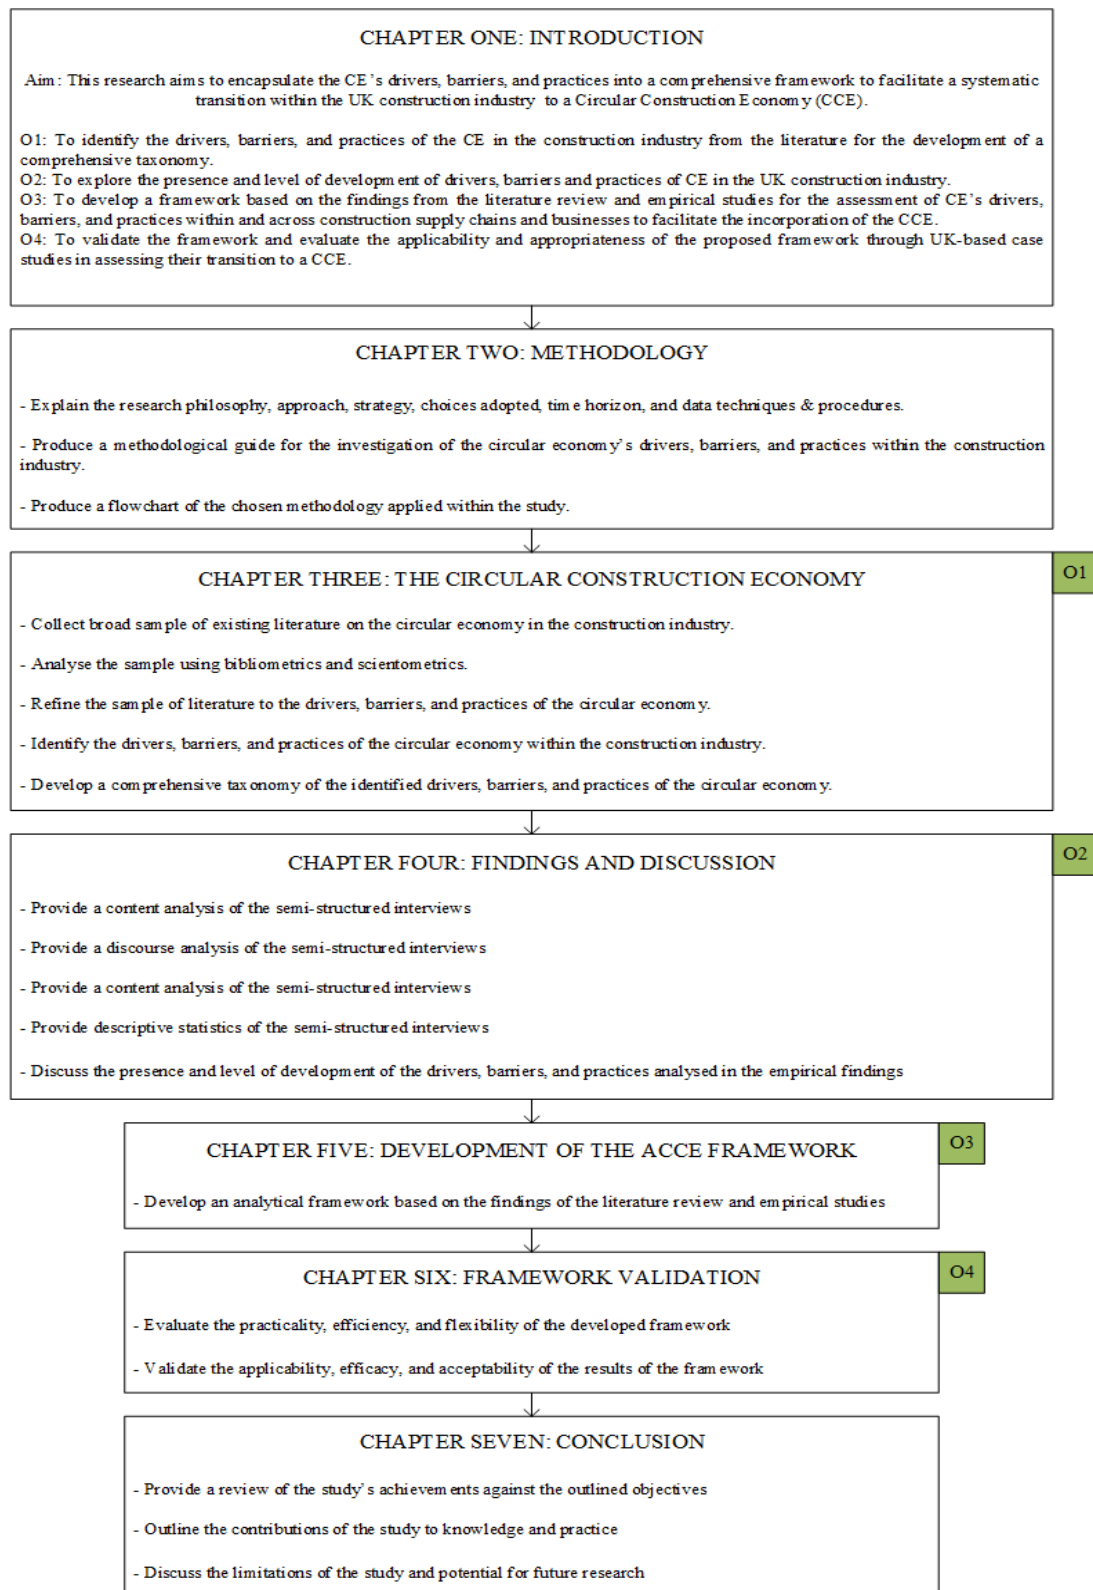 CHAPTER ONE: INTRODUCTION
Aim: This research aims to encapsulate the CE's drivers, barriers, and practices into a comprehensive framework to facilitate a systematic
transition within the UK construction industry to a Circular Construction Economy (CCE).
O1: To identify the drivers, barriers, and practices of the CE in the construction industry from the literature for the development of a
comprehensive taxonomy.
O2: To explore the presence and level of development of drivers, barriers and practices of CE in the UK construction industry.
O3: To develop a framework based on the findings from the literature review and empirical studies for the assessment of CE's drivers,
barriers, and practices within and across construction supply chains and businesses to facilitate the incorporation of the CCE.
O4: To validate the framework and evaluate the applicability and appropriateness of the proposed framework through UK-based case
studies in assessing their transition to a CCE.
CHAPTER TWO: METHODOLOGY
- Explain the research philosophy, approach, strategy, choices adopted, time horizon, and data techniques & procedures.
- Produce a methodological guide for the investigation of the circular economy's drivers, barriers, and practices within the construction
industry.
- Produce a flowchart of the chosen methodology applied within the study.
CHAPTER THREE: THE CIRCULAR CONSTRUCTION ECONOMY
O1
- Collect broad sample of existing literature on the circular economy in the construction industry.
- Analyse the sample using bibliometrics and scientometrics.
- Refine the sample of literature to the drivers, barriers, and practices of the circular economy.
- Identify the drivers, barriers, and practices of the circular economy within the construction industry.
- Develop a comprehensive taxonomy of the identified drivers, barriers, and practices of the circular economy.
CHAPTER FOUR: FINDINGS AND DISCUSSION
O2
- Provide a content analysis of the semi-structured interviews
- Provide a discourse analysis of the semi-structured interviews
- Provide a content analysis of the semi-structured interviews
- Provide descriptive statistics of the semi-structured interviews
- Discuss the presence and level of development of the drivers, barriers, and practices analysed in the empirical findings
CHAPTER FIVE: DEVELOPMENT OF THE ACCE FRAMEWORK
O3
- Develop an analytical framework based on the findings of the literature review and empirical studies
CHAPTER SIX: FRAMEWORK VALIDATION
O4
- Evaluate the practicality, efficiency, and flexibility of the developed framework
- Validate the applicability, efficacy, and acceptability of the results of the framework
CHAPTER SEVEN: CONCLUSION
- Provide a review of the study's achievements against the outlined objectives
- Outline the contributions of the study to knowledge and practice
- Discuss the limitations of the study and potential for future research